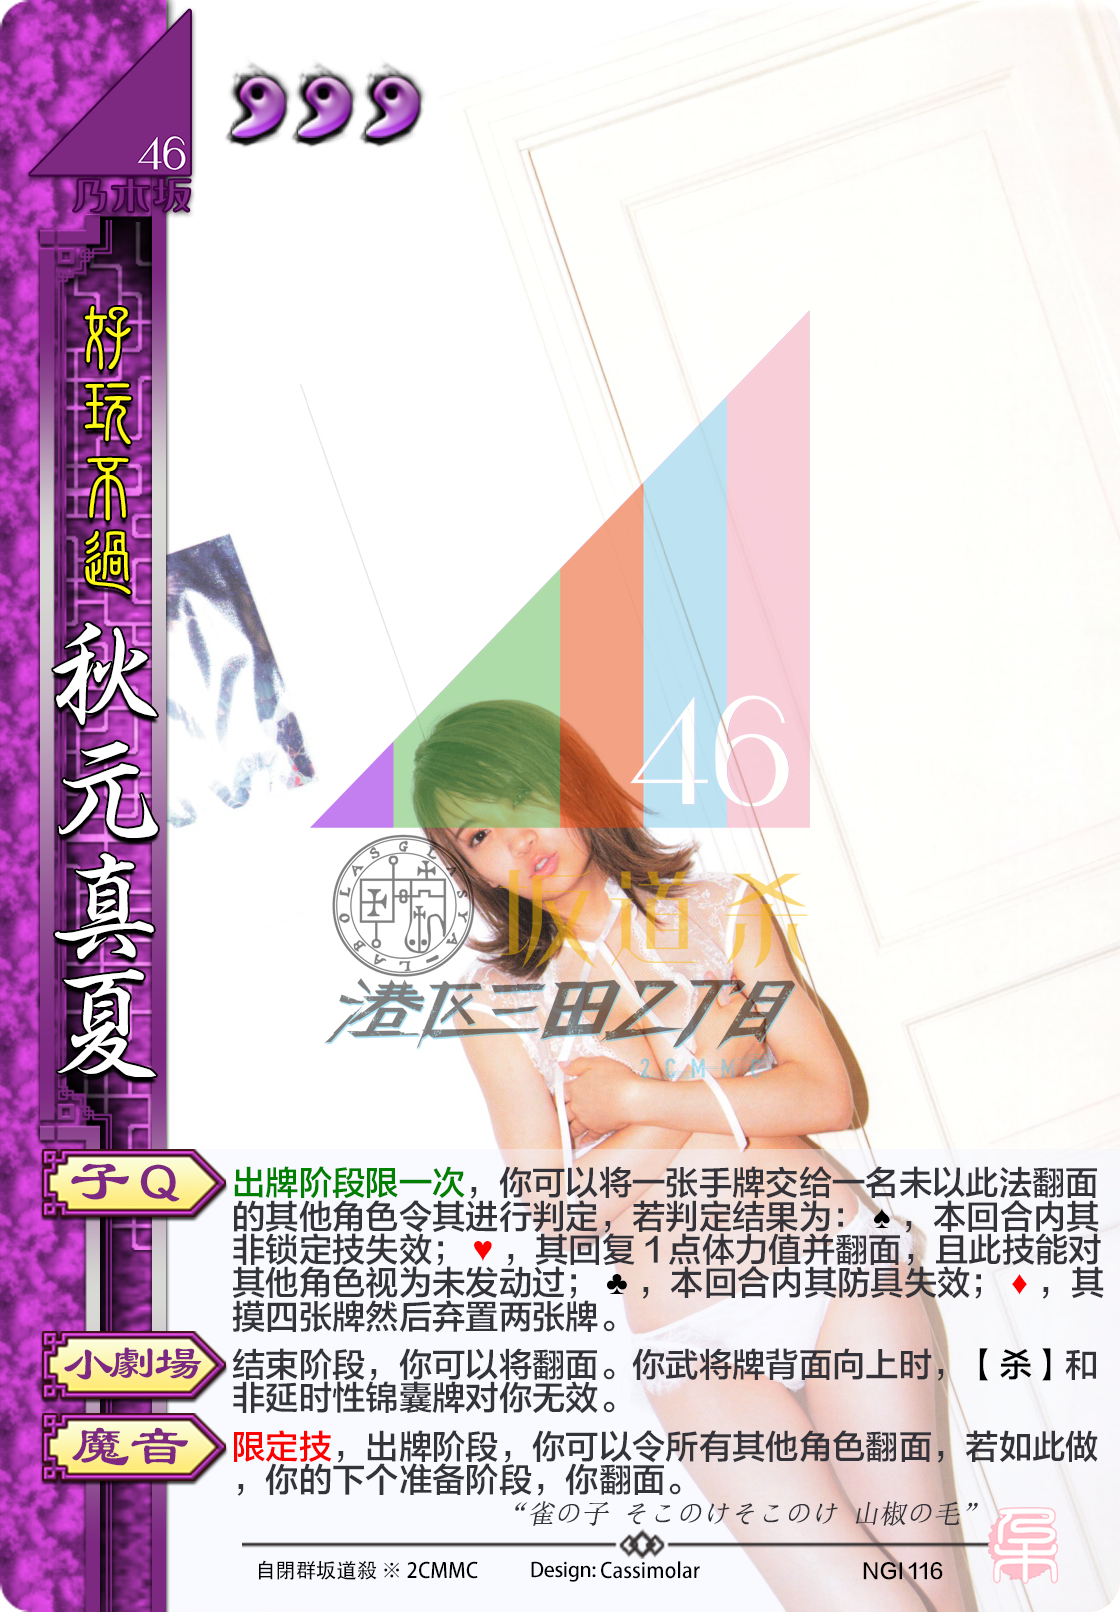 46
乃木坂
好玩不過
秋元真夏
46
GLASYA-LABOLAS
坂道杀
港区三田2丁目
2CMMC
子Q
出牌阶段限一次，你可以将一张手牌交给一名未以此法翻面
的其他角色令其进行判定，若判定结果为：♠，本回合内其
非锁定技失效；♥，其回复1点体力值并翻面，且此技能对
其他角色视为未发动过；♣，本回合内其防具失效；♦，其
摸四张牌然后弃置两张牌。
小劇場
结束阶段，你可以将翻面。你武将牌背面向上时，【杀】和
非延时性锦囊牌对你无效。
魔音
限定技，出牌阶段，你可以令所有其他角色翻面，若如此做
，你的下个准备阶段，你翻面。
“雀の子 そこのけそこのけ 山椒の毛”
自閉群坂道殺 ※ 2CMMC Design: Cassimolar NGI 116